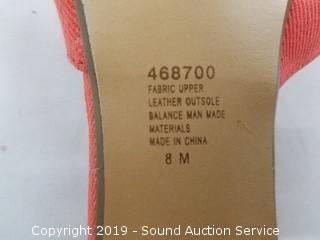 468700
FABRIC UPPER
LEATHER OUTSOLE
BALANCE MAN MADE
MATERIALS
MADE IN CHINA
8 M
Copyright 2019 - Sound Auction Service